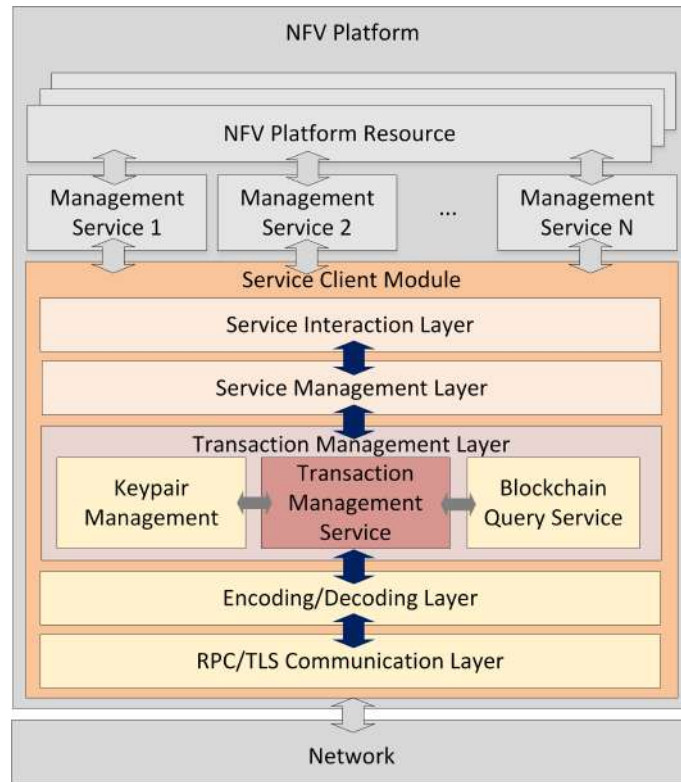 NFV Platform
NFV Platform Resource
Management
Service 1
Management
Service 2
...
Management
Service N
Service Client Module
Service Interaction Layer
Service Management Layer
Transaction Management Layer
Keypair
Management
Transaction
Management
Service
Blockchain
Query Service
Encoding/Decoding Layer
RPC/TLS Communication Layer
Network